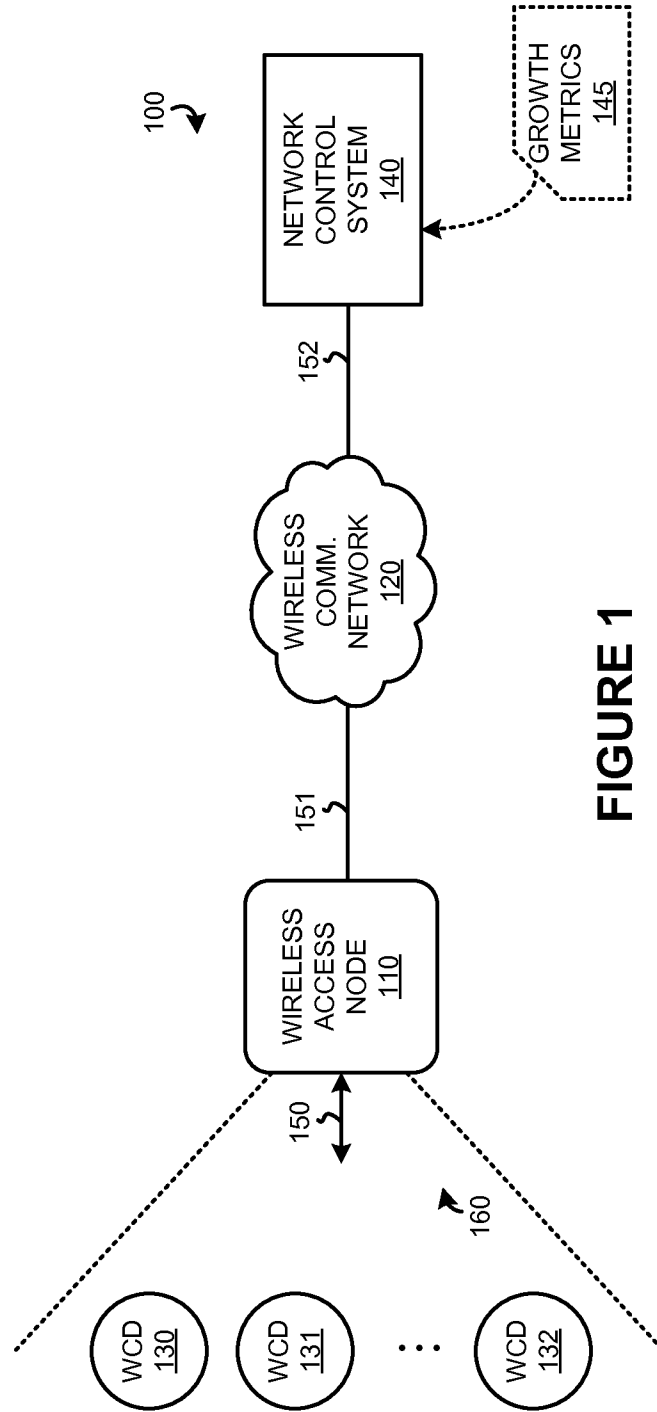 100
WCD
130
WCD
131
...
WCD
132
160
150
WIRELESS
ACCESS
NODE
110
151
WIRELESS
COMM.
NETWORK
120
152
NETWORK
CONTROL
SYSTEM
140
GROWTH
METRICS
145
FIGURE 1